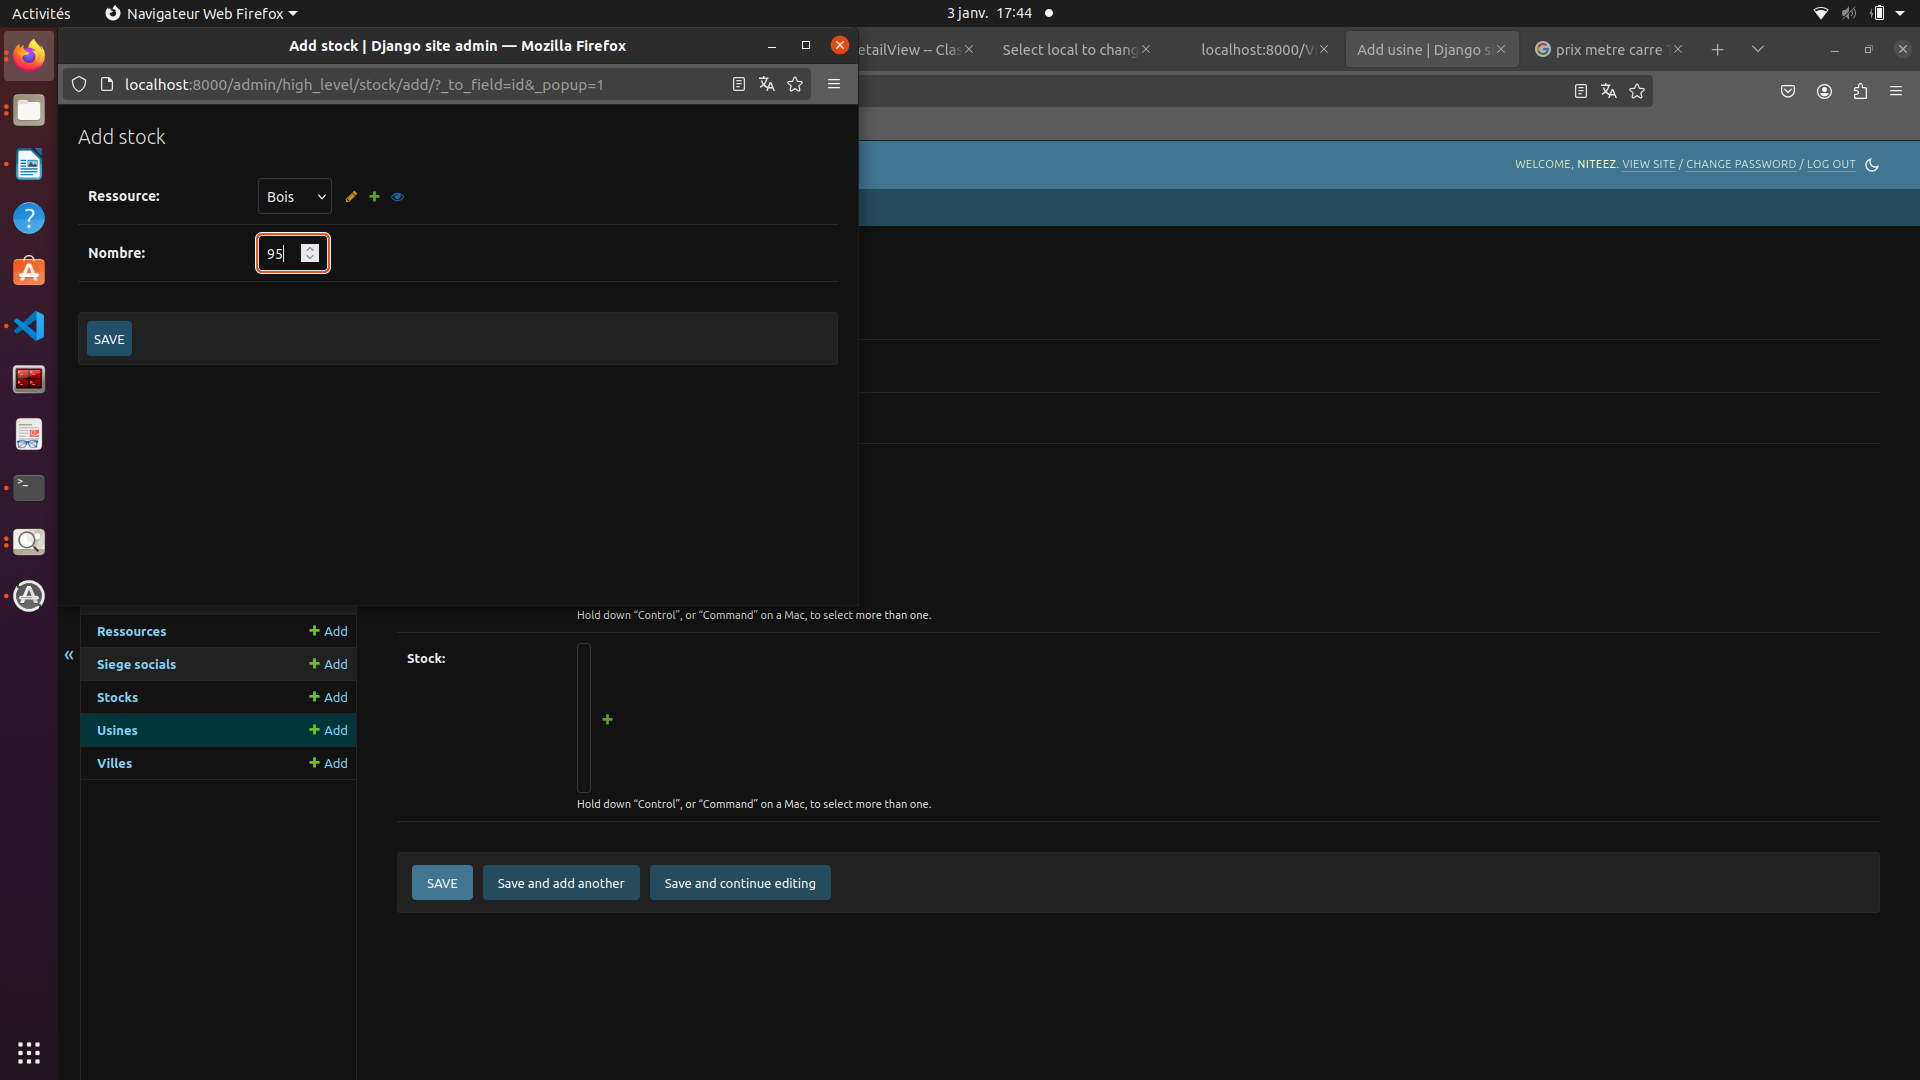 Activités
Navigateur Web Firefox
3 janv. 17:44
Add stock | Django site admin — Mozilla Firefox
etailView -- Clas
Select local to chang
localhost:8000/V
Add usine | Django s
prix metre carre
localhost:8000/admin/high_level/stock/add/?_to_field=id&_popup=1
Add stock
WELCOME, NITEEZ. VIEW SITE / CHANGE PASSWORD / LOG OUT
Ressource:
Bois
Nombre:
95
SAVE
Hold down “Control”, or “Command” on a Mac, to select more than one.
Ressources
Add
«
Siege socials
Add
Stock:
Stocks
Add
Usines
Add
Villes
Add
Hold down “Control”, or “Command” on a Mac, to select more than one.
SAVE
Save and add another
Save and continue editing